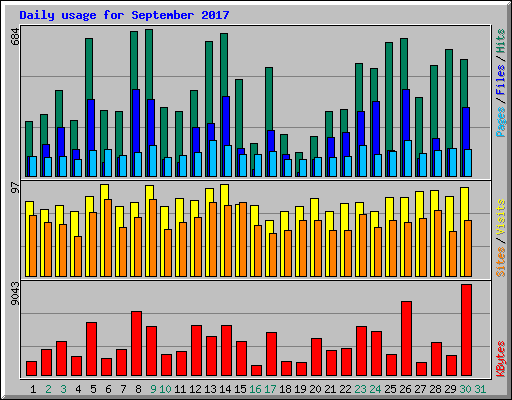 Daily usage for September 2017
684
Pages / Files / Hits
97
Sites / Visits
9043
KBytes
1 2 3 4 5 6 7 8 9 10 11 12 13 14 15 16 17 18 19 20 21 22 23 24 25 26 27 28 29 30 31